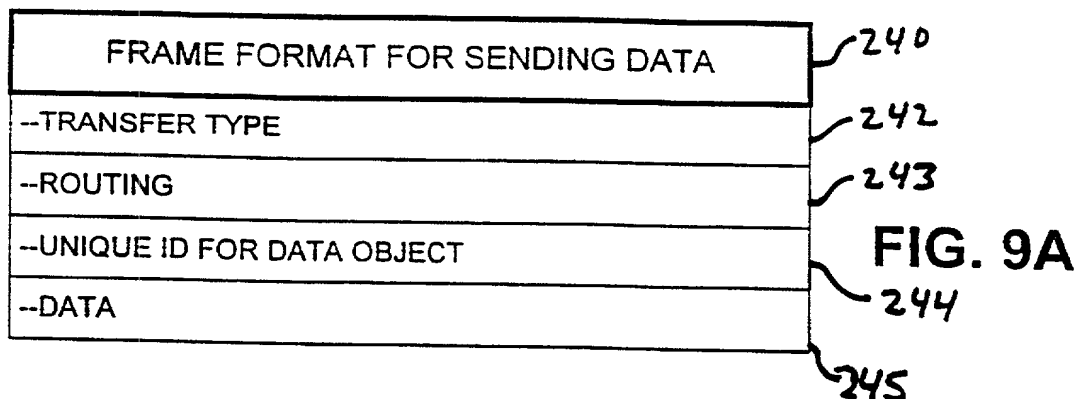 FRAME FORMAT FOR SENDING DATA 240
--TRANSFER TYPE 242
--ROUTING 243
--UNIQUE ID FOR DATA OBJECT 244
--DATA 245
FIG. 9A